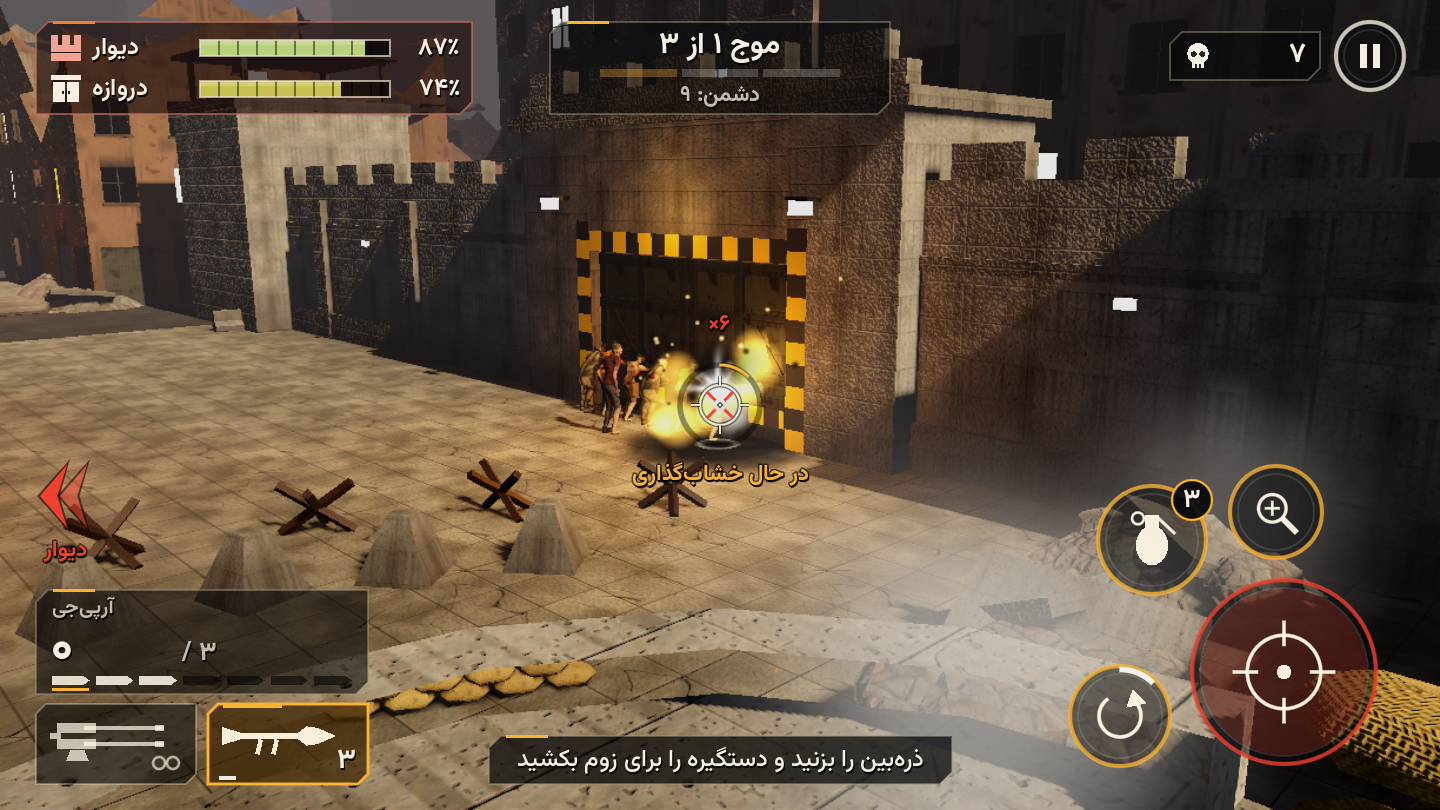 دیوار ۸۷٪
دروازه ۷۴٪
موج ۱ از ۳
دشمن: ۹
۷
×۶
در حال خشاب‌گذاری
دیوار
۳
آرپی‌جی
۰ / ۳
∞
۳
ذره‌بین را بزنید و دستگیره را برای زوم بکشید